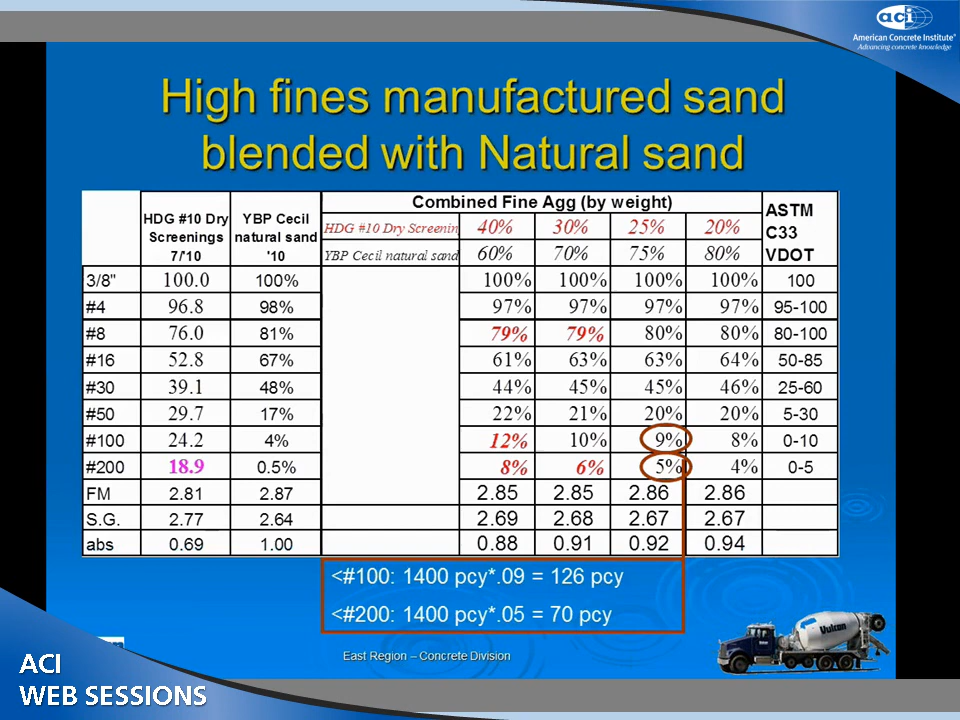 aci
American Concrete Institute®
Advancing concrete knowledge
High fines manufactured sand
blended with Natural sand
HDG #10 Dry Screenings 7/'10 YBP Cecil natural sand '10 Combined Fine Agg (by weight) ASTM C33 VDOT
HDG #10 Dry Screenin 40% 30% 25% 20%
YBP Cecil natural sand 60% 70% 75% 80%
3/8" 100.0 100% 100% 100% 100% 100% 100
#4 96.8 98% 97% 97% 97% 97% 95-100
#8 76.0 81% 79% 79% 80% 80% 80-100
#16 52.8 67% 61% 63% 63% 64% 50-85
#30 39.1 48% 44% 45% 45% 46% 25-60
#50 29.7 17% 22% 21% 20% 20% 5-30
#100 24.2 4% 12% 10% 9% 8% 0-10
#200 18.9 0.5% 8% 6% 5% 4% 0-5
FM 2.81 2.87 2.85 2.85 2.86 2.86
S.G. 2.77 2.64 2.69 2.68 2.67 2.67
abs 0.69 1.00 0.88 0.91 0.92 0.94
<#100: 1400 pcy*.09 = 126 pcy
<#200: 1400 pcy*.05 = 70 pcy
Vulcan
East Region – Concrete Division
ACI
WEB SESSIONS